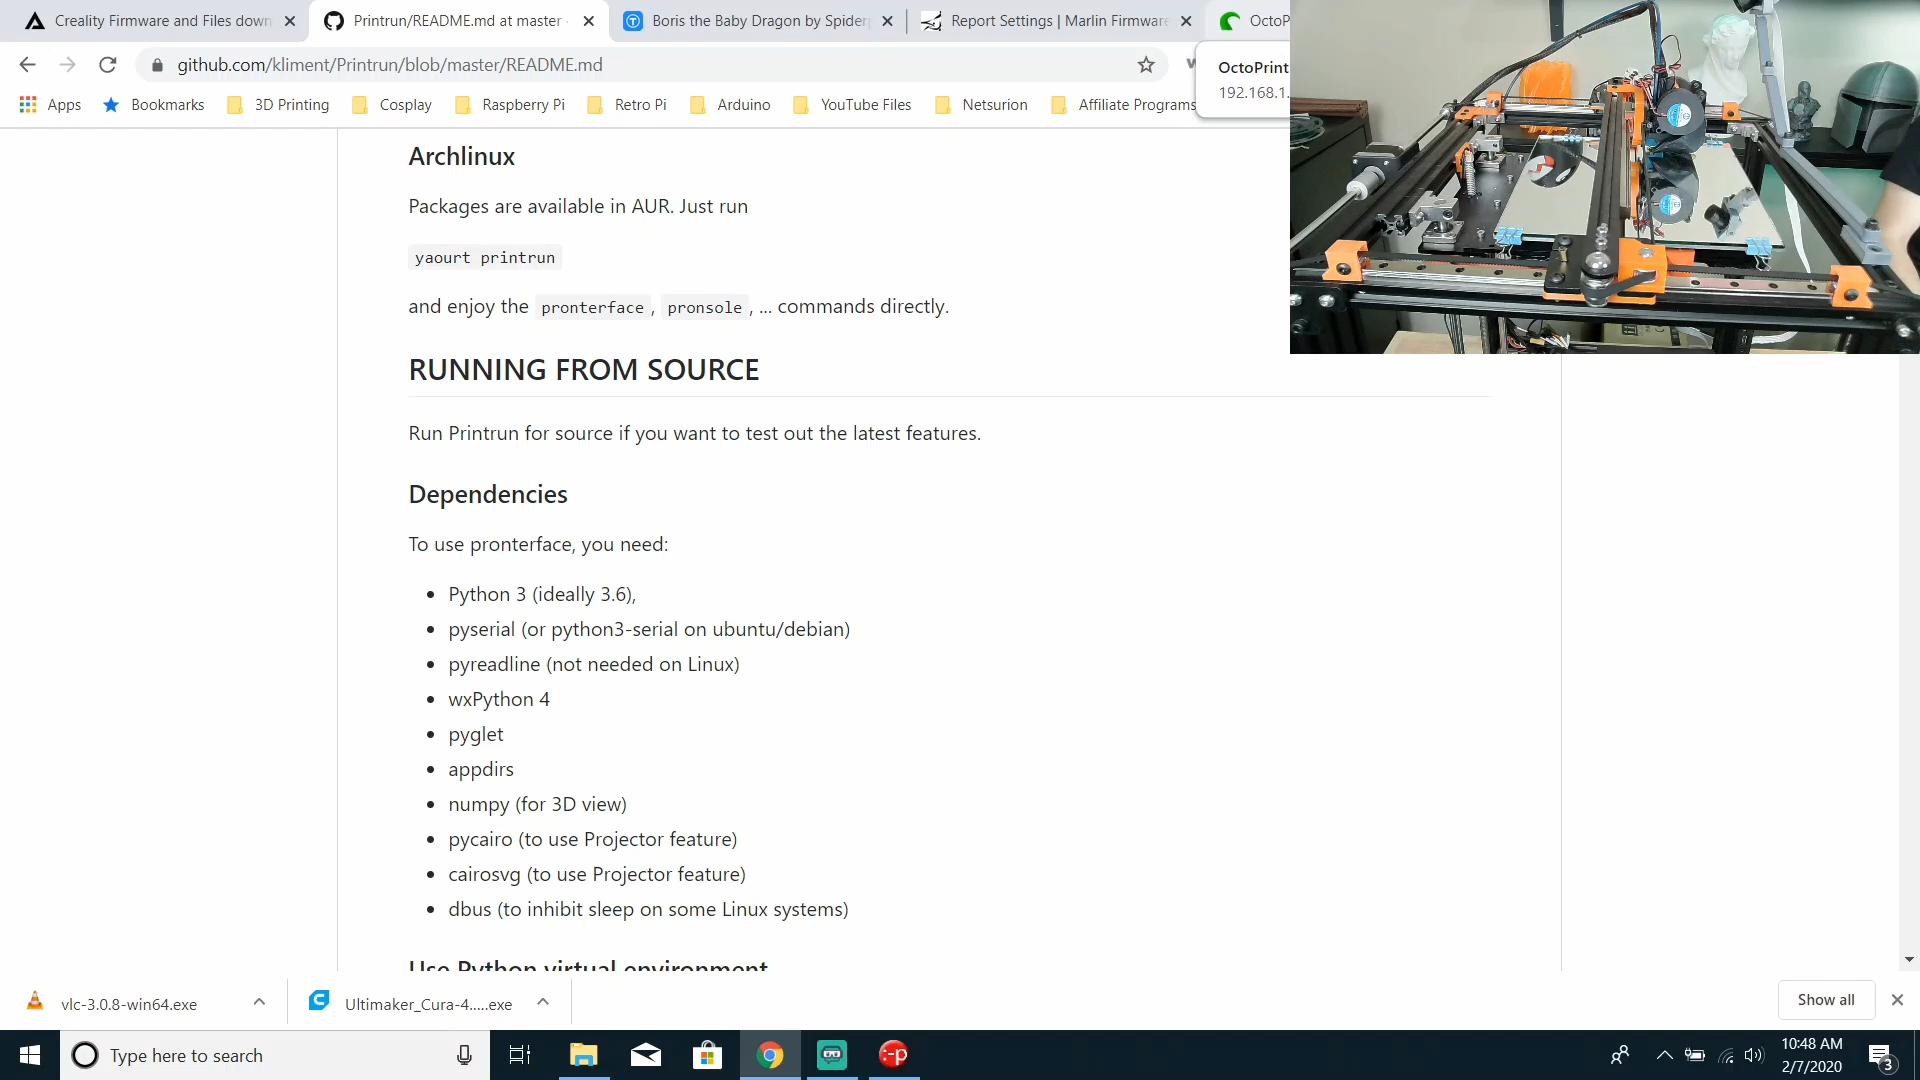 Creality Firmware and Files down
Printrun/README.md at master
Boris the Baby Dragon by Spider
Report Settings | Marlin Firmware
OctoP
github.com/kliment/Printrun/blob/master/README.md
OctoPrint
192.168.1.
Apps
Bookmarks
3D Printing
Cosplay
Raspberry Pi
Retro Pi
Arduino
YouTube Files
Netsurion
Affiliate Programs
Archlinux
Packages are available in AUR. Just run
yaourt printrun
and enjoy the pronterface , pronsole , ... commands directly.
RUNNING FROM SOURCE
Run Printrun for source if you want to test out the latest features.
Dependencies
To use pronterface, you need:
Python 3 (ideally 3.6),
pyserial (or python3-serial on ubuntu/debian)
pyreadline (not needed on Linux)
wxPython 4
pyglet
appdirs
numpy (for 3D view)
pycairo (to use Projector feature)
cairosvg (to use Projector feature)
dbus (to inhibit sleep on some Linux systems)
Use Python virtual environment
vlc-3.0.8-win64.exe
Ultimaker_Cura-4.....exe
Show all
Type here to search
:-p
10:48 AM
2/7/2020
3